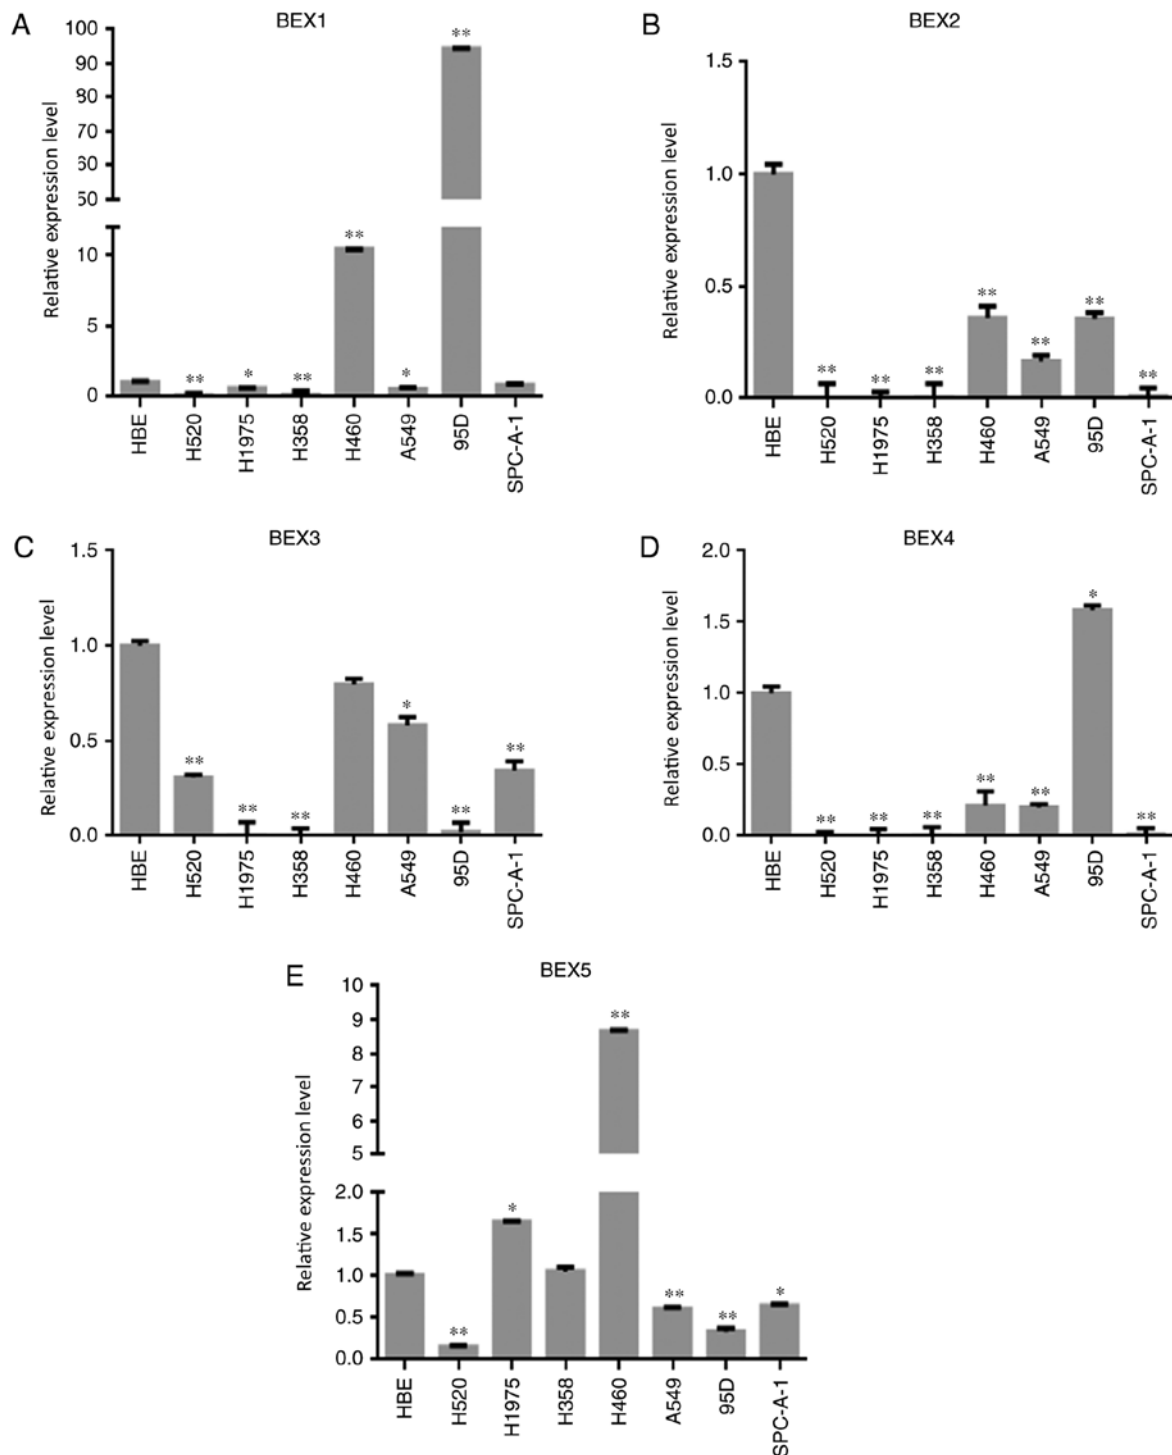 A
BEX1
Relative expression level
100
90
80
70
60
50
10
5
0
**
*
**
**
*
**
HBE
H520
H1975
H358
H460
A549
95D
SPC-A-1
B
BEX2
Relative expression level
1.5
1.0
0.5
0.0
**
**
**
**
**
**
**
HBE
H520
H1975
H358
H460
A549
95D
SPC-A-1
C
BEX3
Relative expression level
1.5
1.0
0.5
0.0
**
**
**
*
**
**
HBE
H520
H1975
H358
H460
A549
95D
SPC-A-1
D
BEX4
Relative expression level
2.0
1.5
1.0
0.5
0.0
**
**
**
**
**
*
**
HBE
H520
H1975
H358
H460
A549
95D
SPC-A-1
E
BEX5
Relative expression level
10
9
8
7
6
5
2.0
1.5
1.0
0.5
0.0
**
*
**
**
**
*
HBE
H520
H1975
H358
H460
A549
95D
SPC-A-1